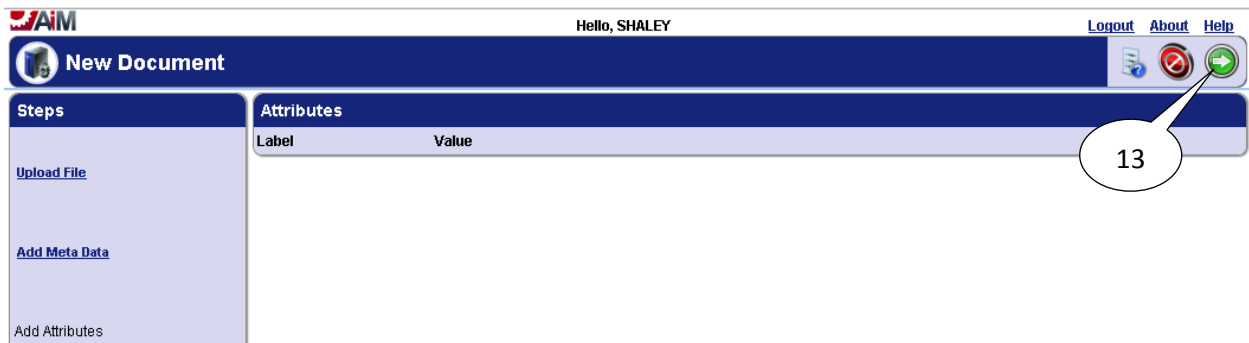 AiM
Hello, SHALEY
Logout About Help
New Document
Steps
Attributes
Label Value
13
Upload File
Add Meta Data
Add Attributes